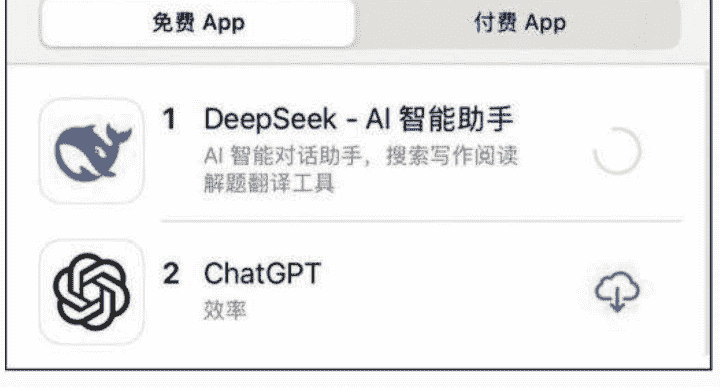 免费 App
付费 App
1 DeepSeek - AI 智能助手
AI 智能对话助手，搜索写作阅读
解题翻译工具
2 ChatGPT
效率